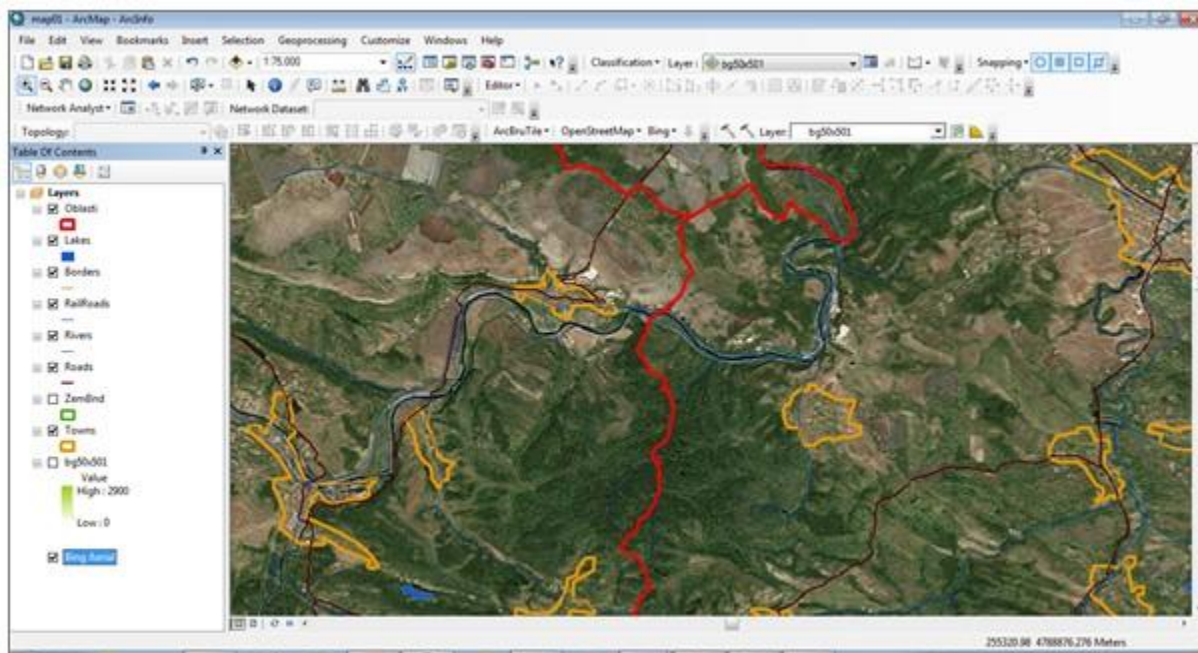 map01 - ArcMap - ArcInfo
File Edit View Bookmarks Insert Selection Geoprocessing Customize Windows Help
1:75.000 Classification Layer: bg50x501 Snapping
Editor
Network Analyst Network Dataset:
Topology: ArcBruTile OpenStreetMap Bing Layer: bg50x501
Table Of Contents
Layers
Oblasti
Lakes
Borders
RailRoads
Rivers
Roads
ZemBnd
Towns
bg50x501
Value
High : 2900
Low : 0
Bing Aerial
255320.98 4788876.276 Meters